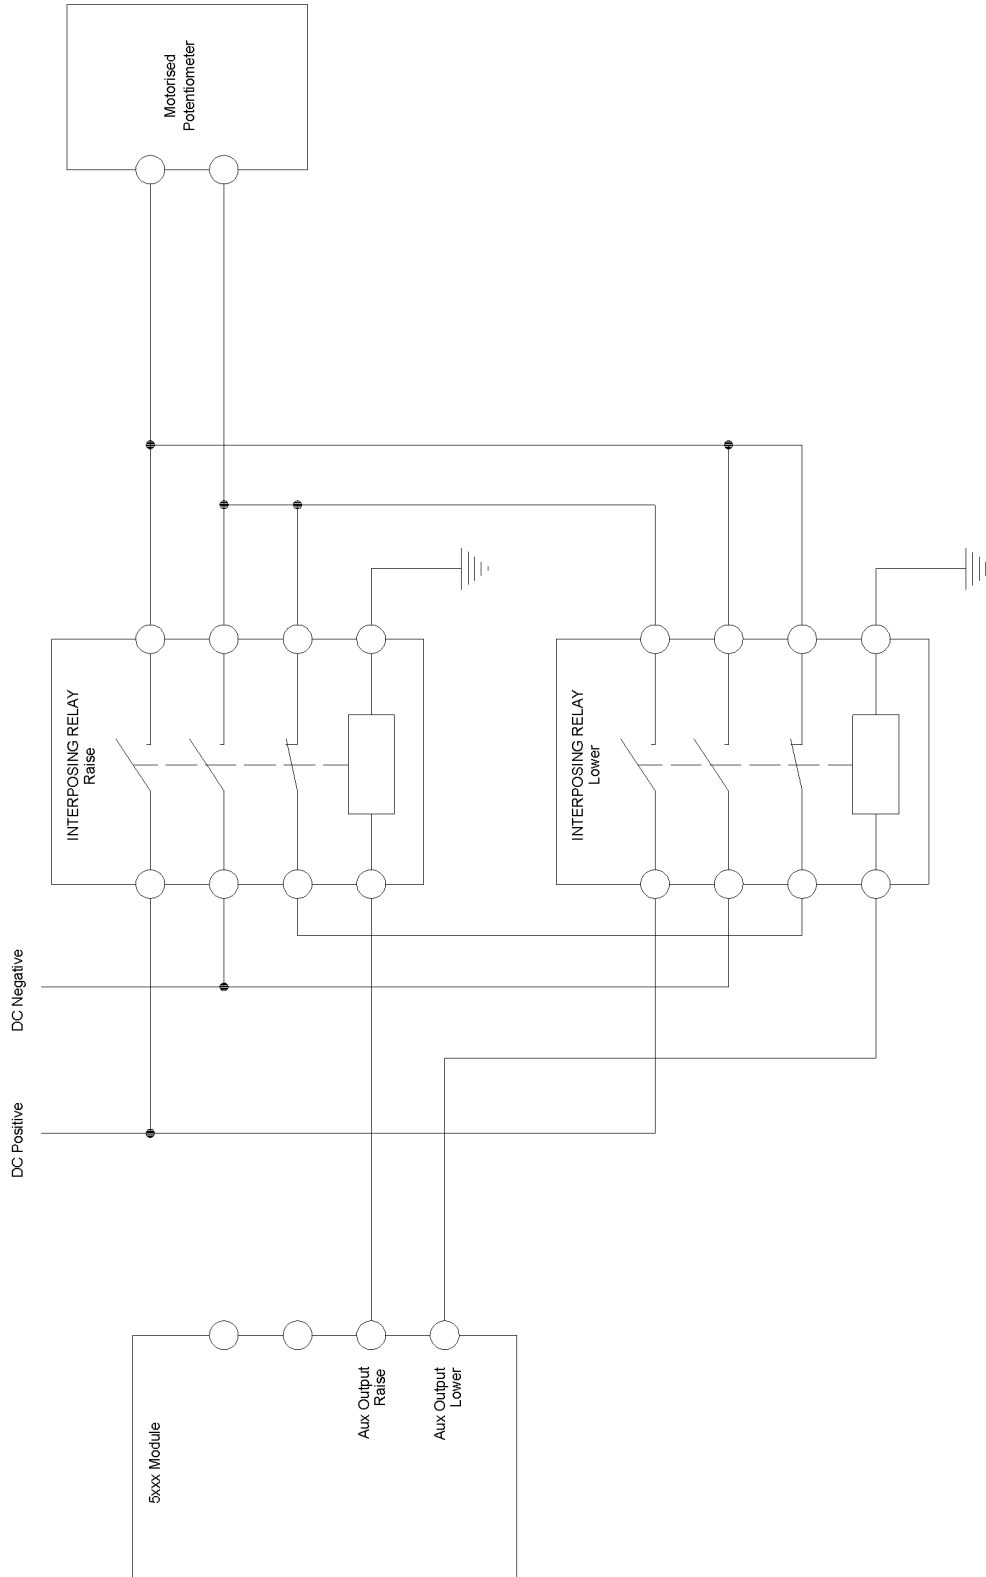 Motorised
Potentiometer
INTERPOSING RELAY
Raise
INTERPOSING RELAY
Lower
DC Negative
DC Positive
Aux Output
Raise
Aux Output
Lower
5xxx Module